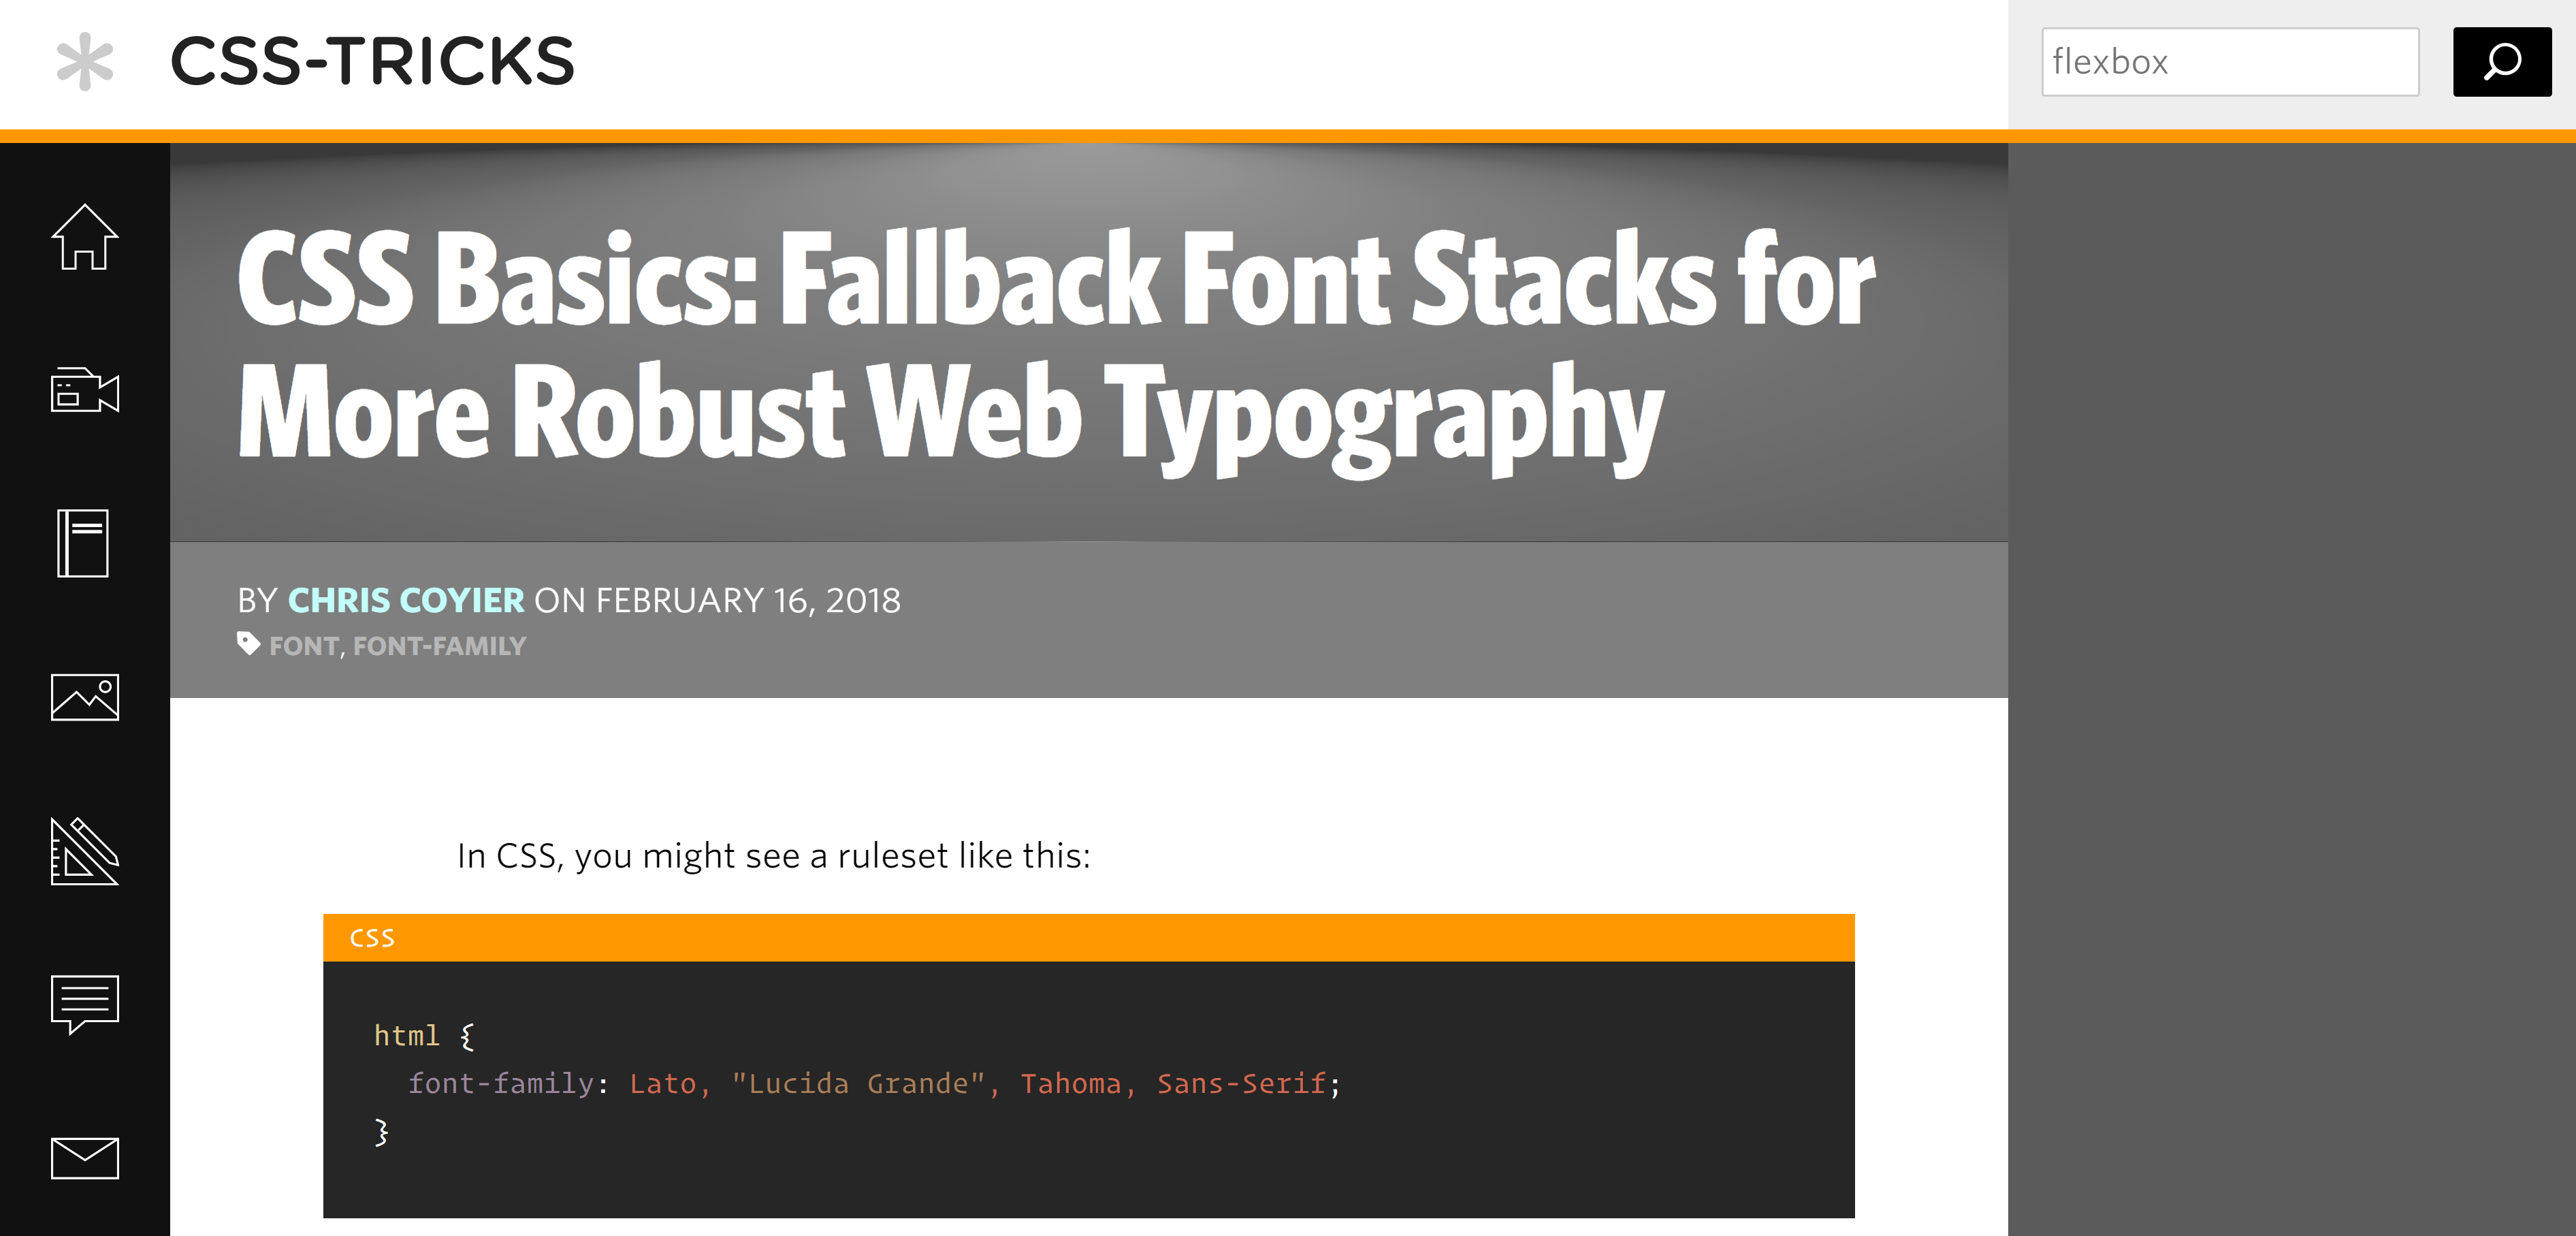 CSS-TRICKS
flexbox
CSS Basics: Fallback Font Stacks for
More Robust Web Typography
BY CHRIS COYIER ON FEBRUARY 16, 2018
FONT, FONT-FAMILY
In CSS, you might see a ruleset like this:
CSS
html {
  font-family: Lato, "Lucida Grande", Tahoma, Sans-Serif;
}